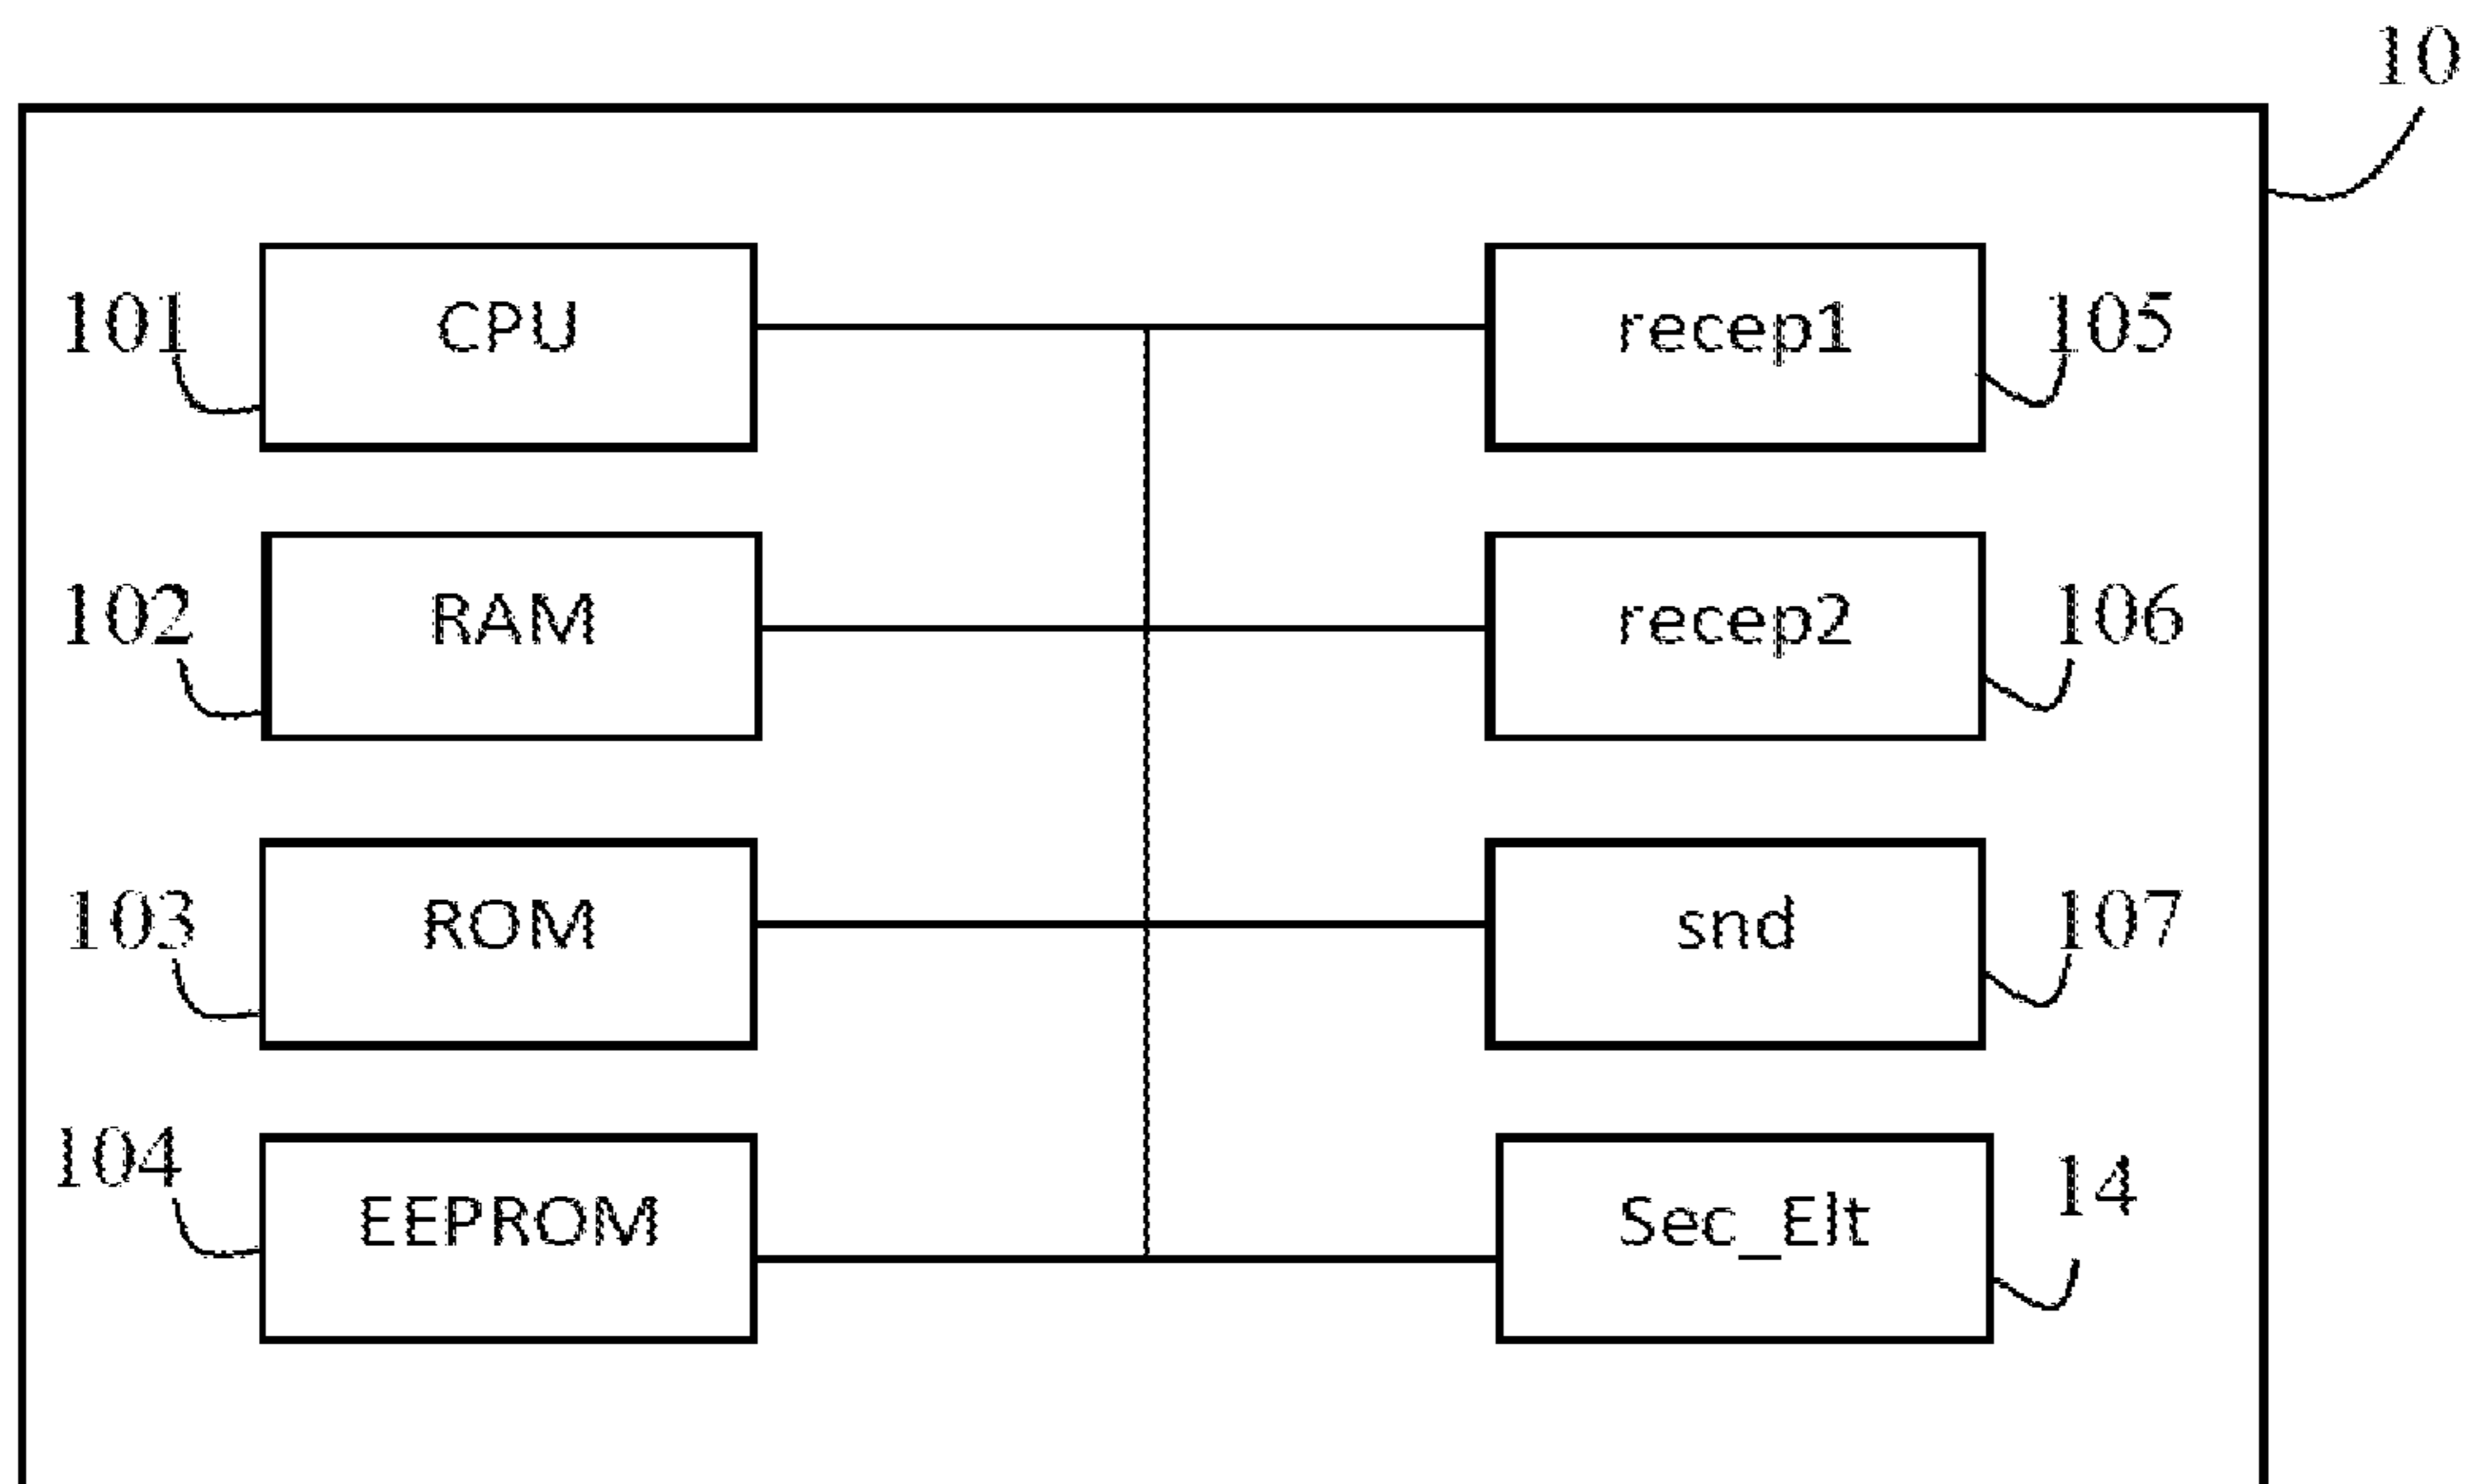 10
101 CPU recep1 105
102 RAM recep2 106
103 ROM snd 107
104 EEPROM Sec_Elt 14